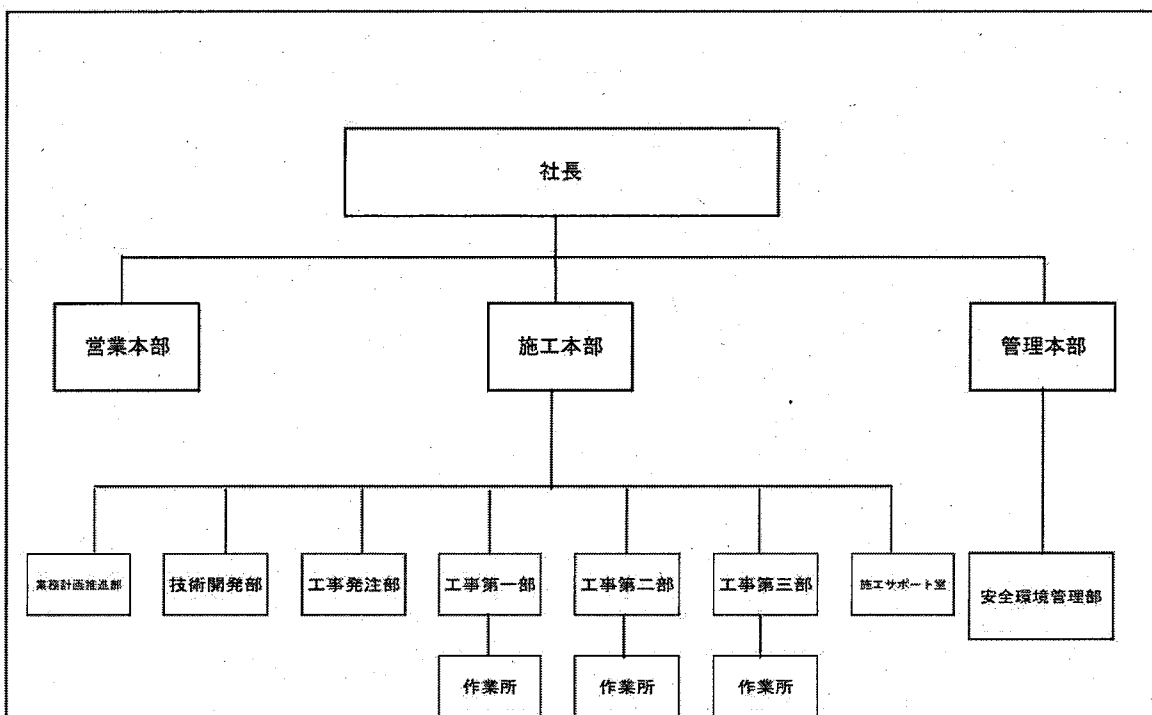 社長
営業本部
施工本部
管理本部
業務計画推進部
技術開発部
工事発注部
工事第一部
工事第二部
工事第三部
施工サポート室
安全環境管理部
作業所
作業所
作業所